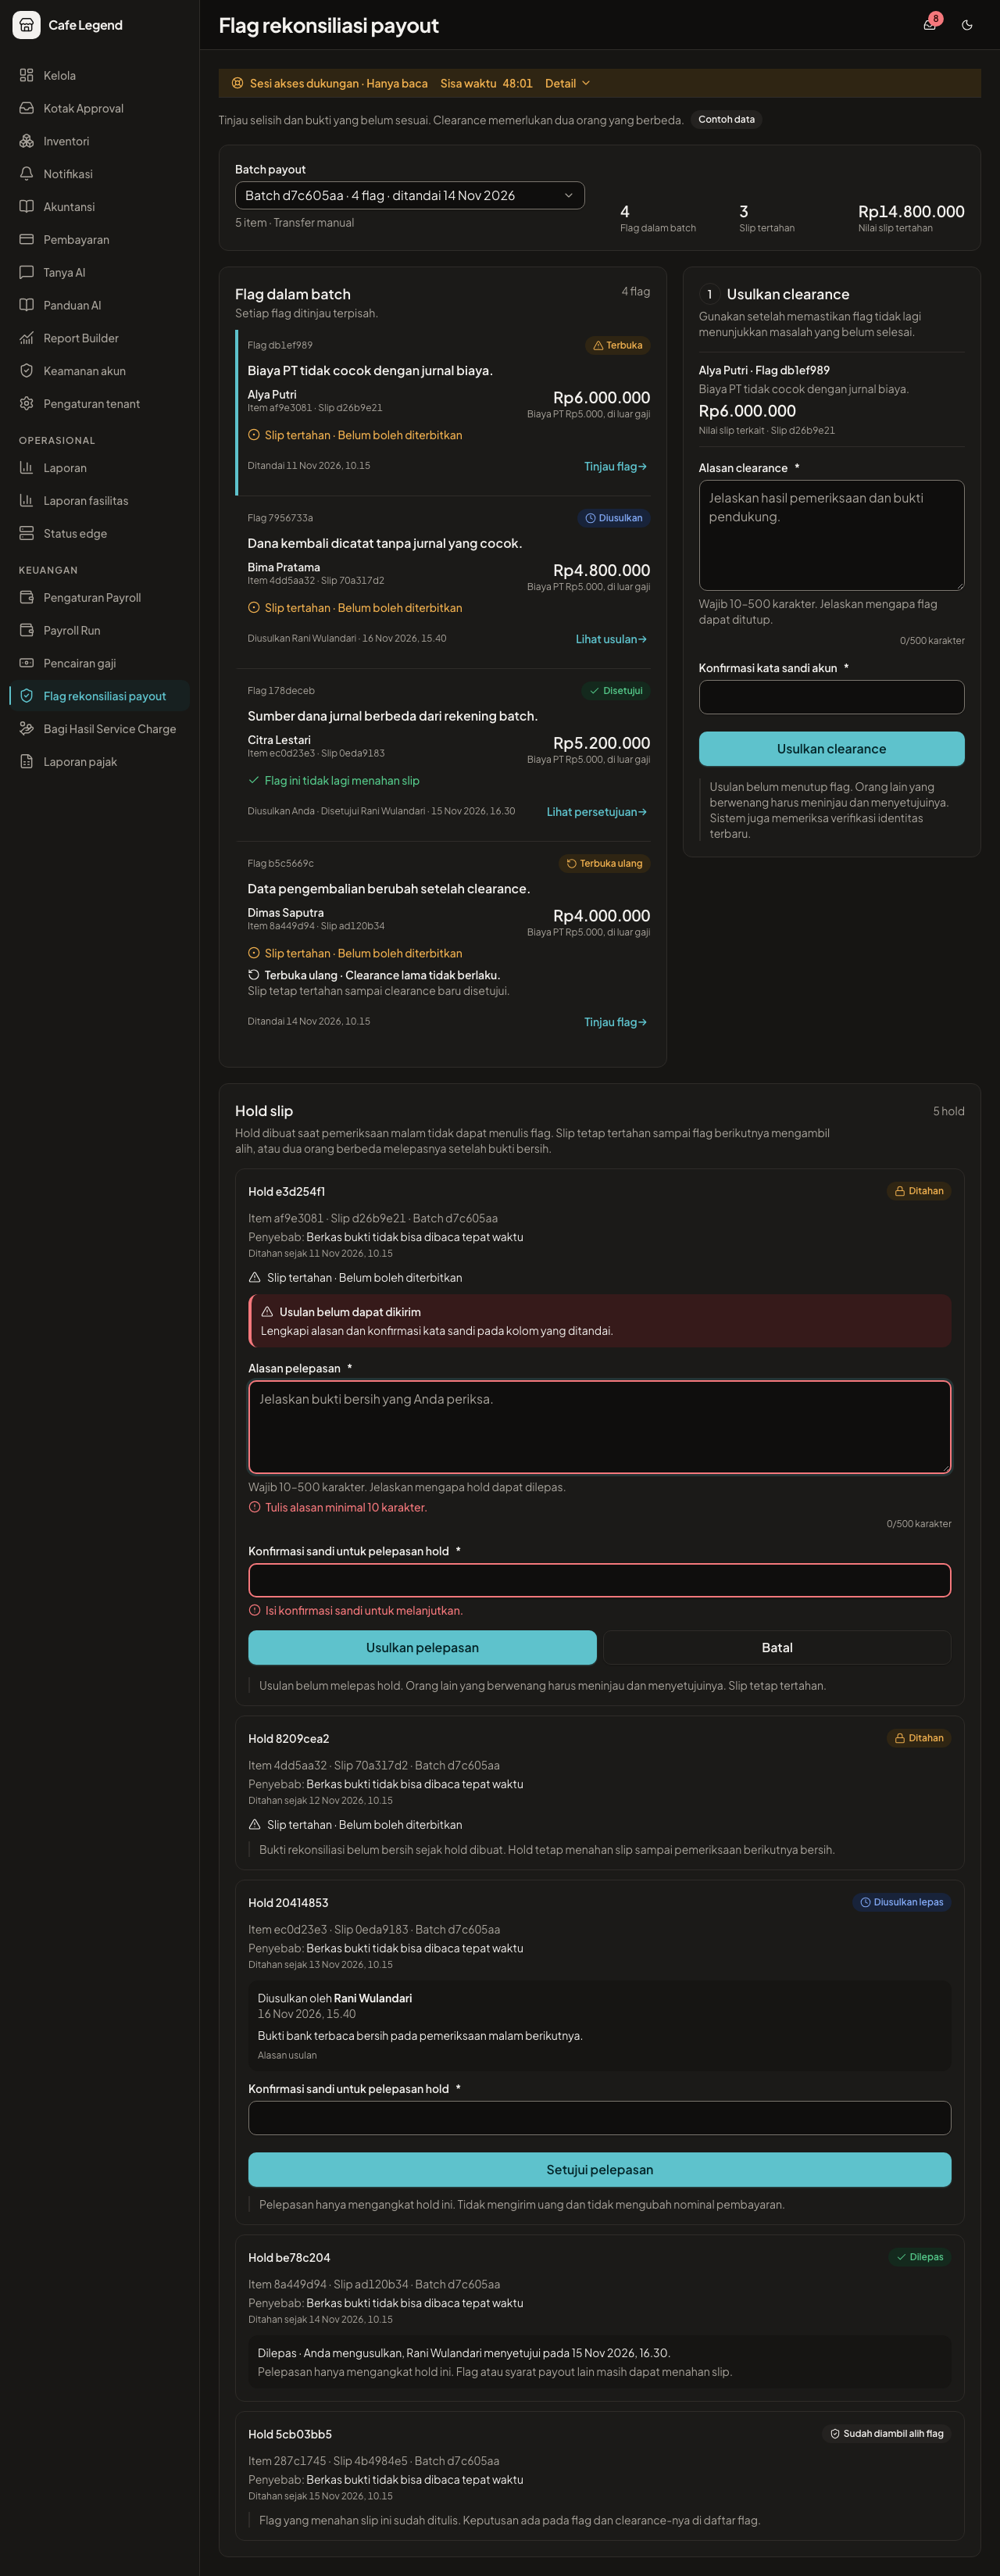 Cafe Legend
Kelola
Kotak Approval
Inventori
Notifikasi
Akuntansi
Pembayaran
Tanya AI
Panduan AI
Report Builder
Keamanan akun
Pengaturan tenant
OPERASIONAL
Laporan
Laporan fasilitas
Status edge
KEUANGAN
Pengaturan Payroll
Payroll Run
Pencairan gaji
Flag rekonsiliasi payout
Bagi Hasil Service Charge
Laporan pajak
Flag rekonsiliasi payout
8
Sesi akses dukungan · Hanya baca Sisa waktu 48:01 Detail
Tinjau selisih dan bukti yang belum sesuai. Clearance memerlukan dua orang yang berbeda. Contoh data
Batch payout
Batch d7c605aa · 4 flag · ditandai 14 Nov 2026
5 item · Transfer manual
4
Flag dalam batch
3
Slip tertahan
Rp14.800.000
Nilai slip tertahan
Flag dalam batch
4 flag
Setiap flag ditinjau terpisah.
Flag db1ef989
Terbuka
Biaya PT tidak cocok dengan jurnal biaya.
Alya Putri
Item af9e3081 · Slip d26b9e21
Rp6.000.000
Biaya PT Rp5.000, di luar gaji
Slip tertahan · Belum boleh diterbitkan
Ditandai 11 Nov 2026, 10.15
Tinjau flag→
Flag 7956733a
Diusulkan
Dana kembali dicatat tanpa jurnal yang cocok.
Bima Pratama
Item 4dd5aa32 · Slip 70a317d2
Rp4.800.000
Biaya PT Rp5.000, di luar gaji
Slip tertahan · Belum boleh diterbitkan
Diusulkan Rani Wulandari · 16 Nov 2026, 15.40
Lihat usulan→
Flag 178deceb
Disetujui
Sumber dana jurnal berbeda dari rekening batch.
Citra Lestari
Item ec0d23e3 · Slip 0eda9183
Rp5.200.000
Biaya PT Rp5.000, di luar gaji
Flag ini tidak lagi menahan slip
Diusulkan Anda · Disetujui Rani Wulandari · 15 Nov 2026, 16.30
Lihat persetujuan→
Flag b5c5669c
Terbuka ulang
Data pengembalian berubah setelah clearance.
Dimas Saputra
Item 8a449d94 · Slip ad120b34
Rp4.000.000
Biaya PT Rp5.000, di luar gaji
Slip tertahan · Belum boleh diterbitkan
Terbuka ulang · Clearance lama tidak berlaku.
Slip tetap tertahan sampai clearance baru disetujui.
Ditandai 14 Nov 2026, 10.15
Tinjau flag→
1 Usulkan clearance
Gunakan setelah memastikan flag tidak lagi
menunjukkan masalah yang belum selesai.
Alya Putri · Flag db1ef989
Biaya PT tidak cocok dengan jurnal biaya.
Rp6.000.000
Nilai slip terkait · Slip d26b9e21
Alasan clearance *
Jelaskan hasil pemeriksaan dan bukti
pendukung.
Wajib 10–500 karakter. Jelaskan mengapa flag
dapat ditutup.
0/500 karakter
Konfirmasi kata sandi akun *
Usulkan clearance
Usulan belum menutup flag. Orang lain yang
berwenang harus meninjau dan menyetujuinya.
Sistem juga memeriksa verifikasi identitas
terbaru.
Hold slip
5 hold
Hold dibuat saat pemeriksaan malam tidak dapat menulis flag. Slip tetap tertahan sampai flag berikutnya mengambil
alih, atau dua orang berbeda melepasnya setelah bukti bersih.
Hold e3d254f1
Ditahan
Item af9e3081 · Slip d26b9e21 · Batch d7c605aa
Penyebab: Berkas bukti tidak bisa dibaca tepat waktu
Ditahan sejak 11 Nov 2026, 10.15
Slip tertahan · Belum boleh diterbitkan
Usulan belum dapat dikirim
Lengkapi alasan dan konfirmasi kata sandi pada kolom yang ditandai.
Alasan pelepasan *
Jelaskan bukti bersih yang Anda periksa.
Wajib 10–500 karakter. Jelaskan mengapa hold dapat dilepas.
Tulis alasan minimal 10 karakter.
0/500 karakter
Konfirmasi sandi untuk pelepasan hold *
Isi konfirmasi sandi untuk melanjutkan.
Usulkan pelepasan
Batal
Usulan belum melepas hold. Orang lain yang berwenang harus meninjau dan menyetujuinya. Slip tetap tertahan.
Hold 8209cea2
Ditahan
Item 4dd5aa32 · Slip 70a317d2 · Batch d7c605aa
Penyebab: Berkas bukti tidak bisa dibaca tepat waktu
Ditahan sejak 12 Nov 2026, 10.15
Slip tertahan · Belum boleh diterbitkan
Bukti rekonsiliasi belum bersih sejak hold dibuat. Hold tetap menahan slip sampai pemeriksaan berikutnya bersih.
Hold 20414853
Diusulkan lepas
Item ec0d23e3 · Slip 0eda9183 · Batch d7c605aa
Penyebab: Berkas bukti tidak bisa dibaca tepat waktu
Ditahan sejak 13 Nov 2026, 10.15
Diusulkan oleh Rani Wulandari
16 Nov 2026, 15.40
Bukti bank terbaca bersih pada pemeriksaan malam berikutnya.
Alasan usulan
Konfirmasi sandi untuk pelepasan hold *
Setujui pelepasan
Pelepasan hanya mengangkat hold ini. Tidak mengirim uang dan tidak mengubah nominal pembayaran.
Hold be78c204
Dilepas
Item 8a449d94 · Slip ad120b34 · Batch d7c605aa
Penyebab: Berkas bukti tidak bisa dibaca tepat waktu
Ditahan sejak 14 Nov 2026, 10.15
Dilepas · Anda mengusulkan, Rani Wulandari menyetujui pada 15 Nov 2026, 16.30.
Pelepasan hanya mengangkat hold ini. Flag atau syarat payout lain masih dapat menahan slip.
Hold 5cb03bb5
Sudah diambil alih flag
Item 287c1745 · Slip 4b4984e5 · Batch d7c605aa
Penyebab: Berkas bukti tidak bisa dibaca tepat waktu
Ditahan sejak 15 Nov 2026, 10.15
Flag yang menahan slip ini sudah ditulis. Keputusan ada pada flag dan clearance-nya di daftar flag.